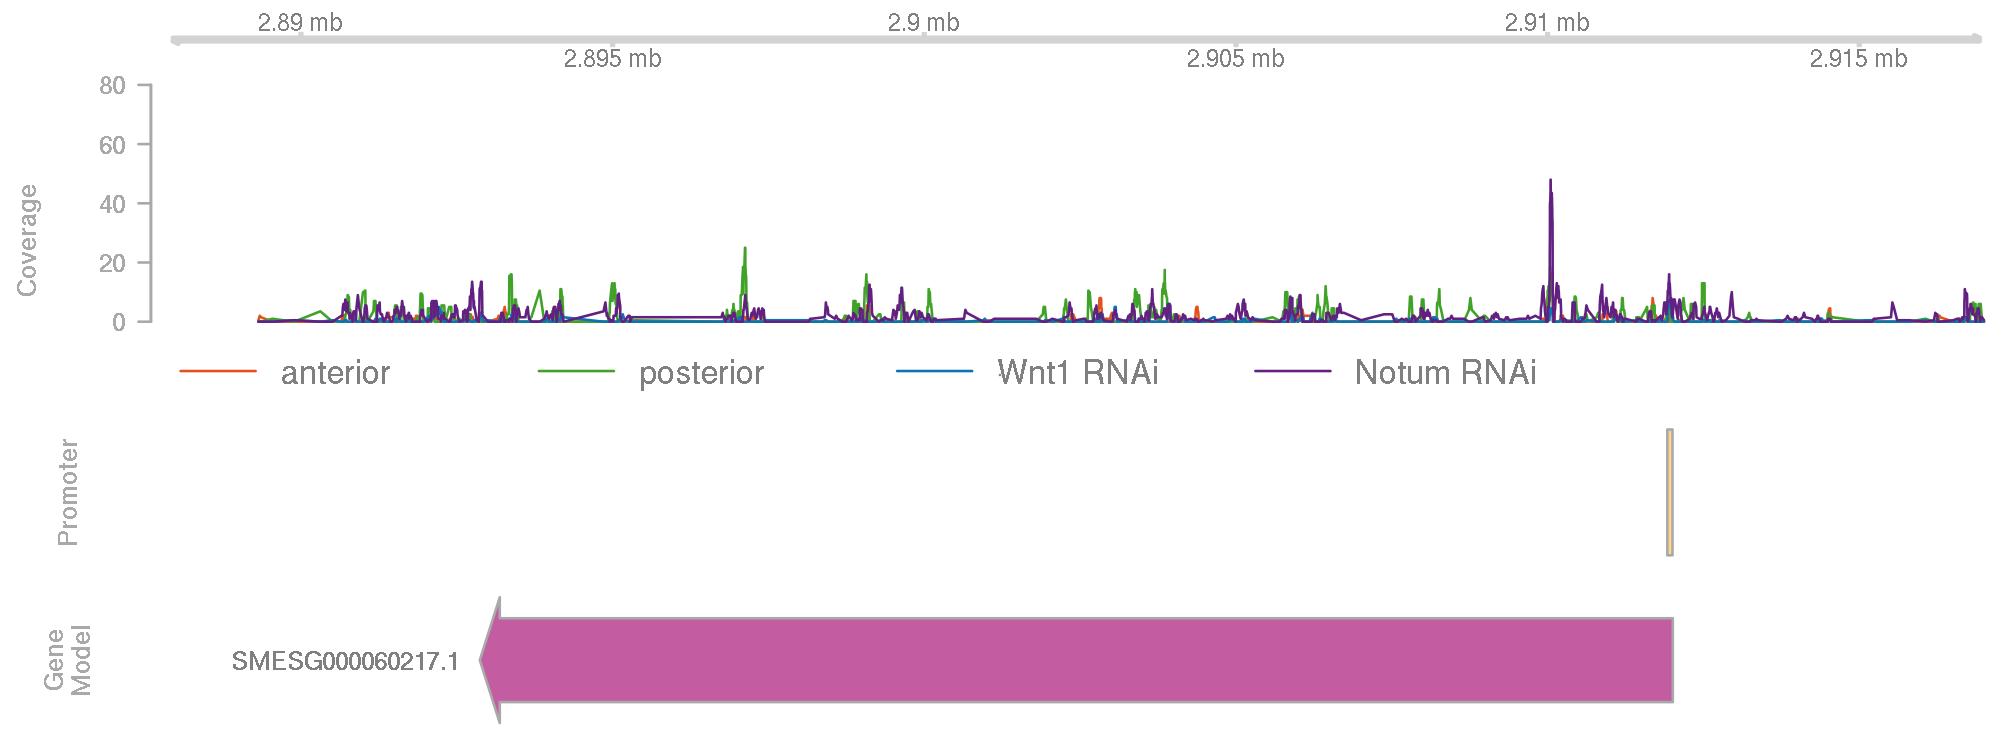 2.89 mb
2.9 mb
2.91 mb
2.895 mb
2.905 mb
2.915 mb
80
60
40
20
0
Coverage
anterior
posterior
Wnt1 RNAi
Notum RNAi
Promoter
Gene
Model
SMESG000060217.1